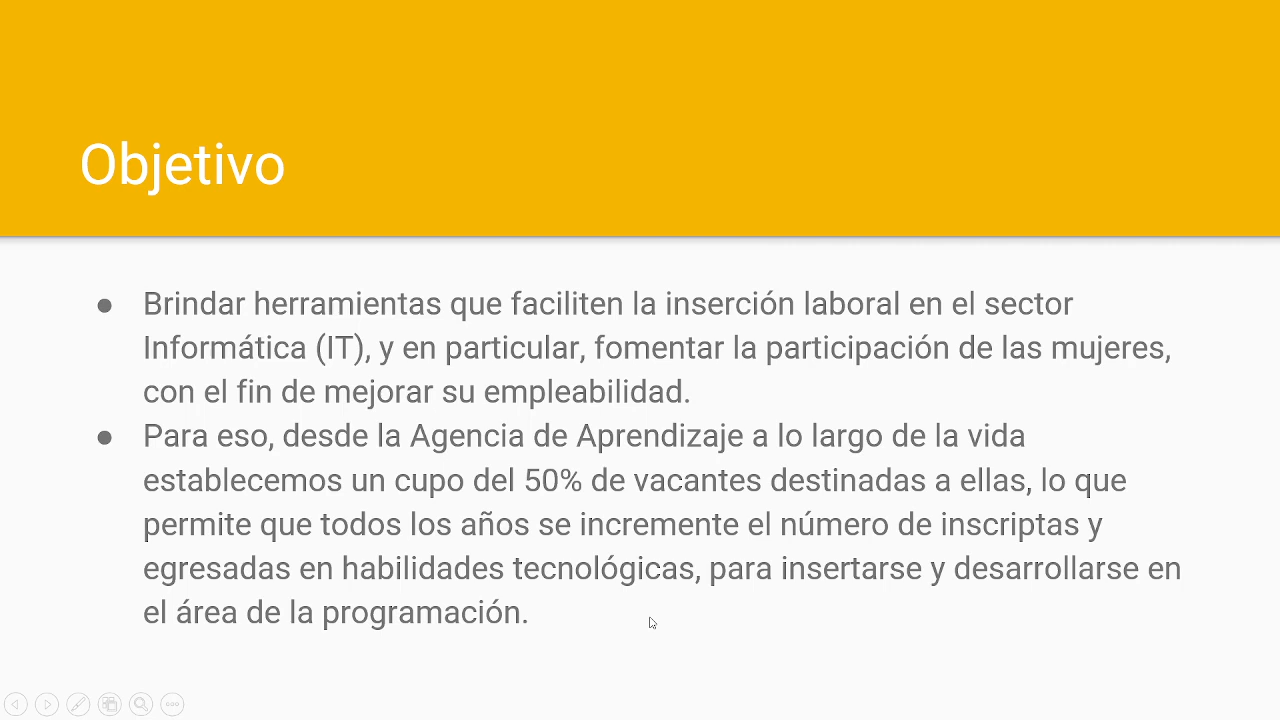 Objetivo
● Brindar herramientas que faciliten la inserción laboral en el sector
Informática (IT), y en particular, fomentar la participación de las mujeres,
con el fin de mejorar su empleabilidad.
● Para eso, desde la Agencia de Aprendizaje a lo largo de la vida
establecemos un cupo del 50% de vacantes destinadas a ellas, lo que
permite que todos los años se incremente el número de inscriptas y
egresadas en habilidades tecnológicas, para insertarse y desarrollarse en
el área de la programación.